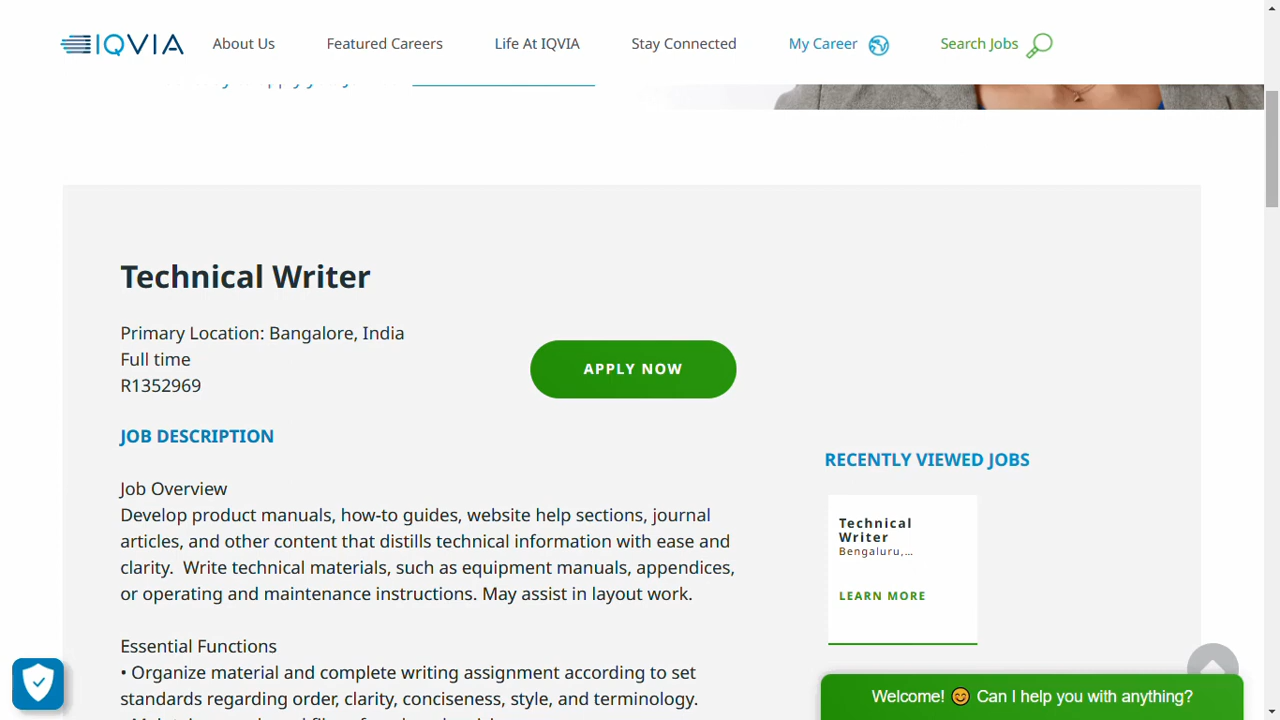 IQVIA
About Us
Featured Careers
Life At IQVIA
Stay Connected
My Career
Search Jobs
Technical Writer
Primary Location: Bangalore, India
Full time
R1352969
APPLY NOW
JOB DESCRIPTION
Job Overview
Develop product manuals, how-to guides, website help sections, journal
articles, and other content that distills technical information with ease and
clarity.  Write technical materials, such as equipment manuals, appendices,
or operating and maintenance instructions. May assist in layout work.
Essential Functions
• Organize material and complete writing assignment according to set
standards regarding order, clarity, conciseness, style, and terminology.
RECENTLY VIEWED JOBS
Technical
Writer
Bengaluru,...
LEARN MORE
Welcome! 😊 Can I help you with anything?